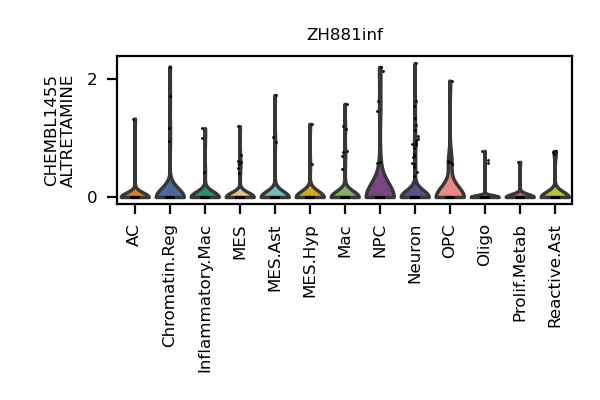 ZH881inf
CHEMBL1455
ALTRETAMINE
2
0
AC
Chromatin.Reg
Inflammatory.Mac
MES
MES.Ast
MES.Hyp
Mac
NPC
Neuron
OPC
Oligo
Prolif.Metab
Reactive.Ast